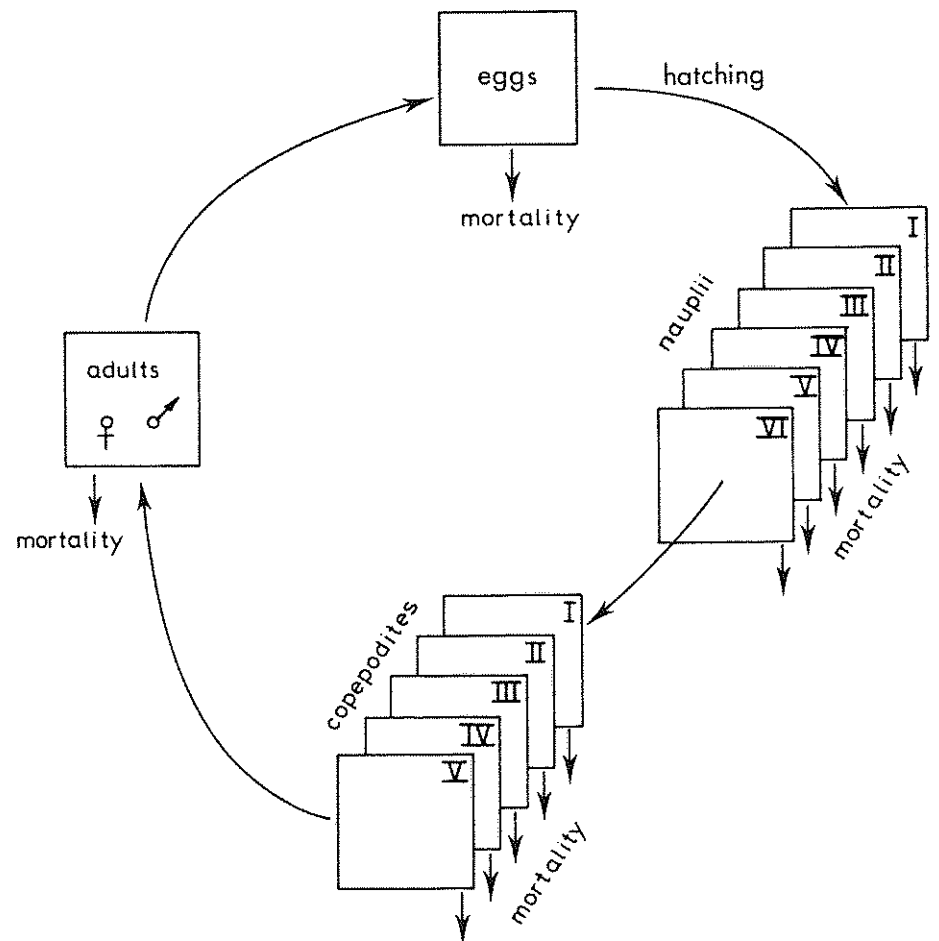 eggs
hatching
mortality
I
II
III
IV
V
VI
nauplii
mortality
adults
♀ ♂
mortality
copepodites
I
II
III
IV
V
mortality